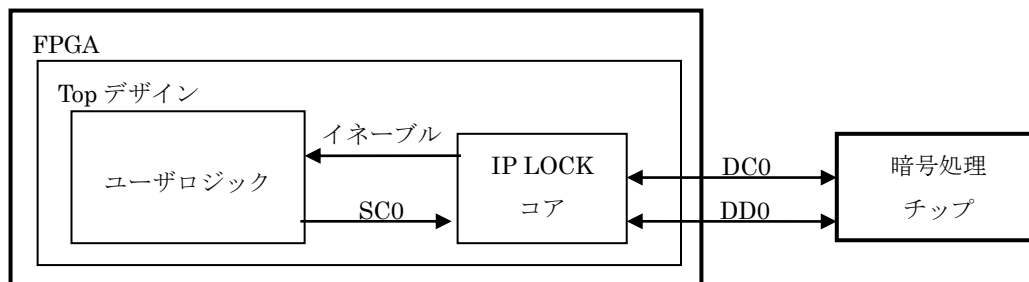 FPGA
Top デザイン
イネーブル
ユーザロジック
SC0
IP LOCK
コア
DC0
DD0
暗号処理
チップ